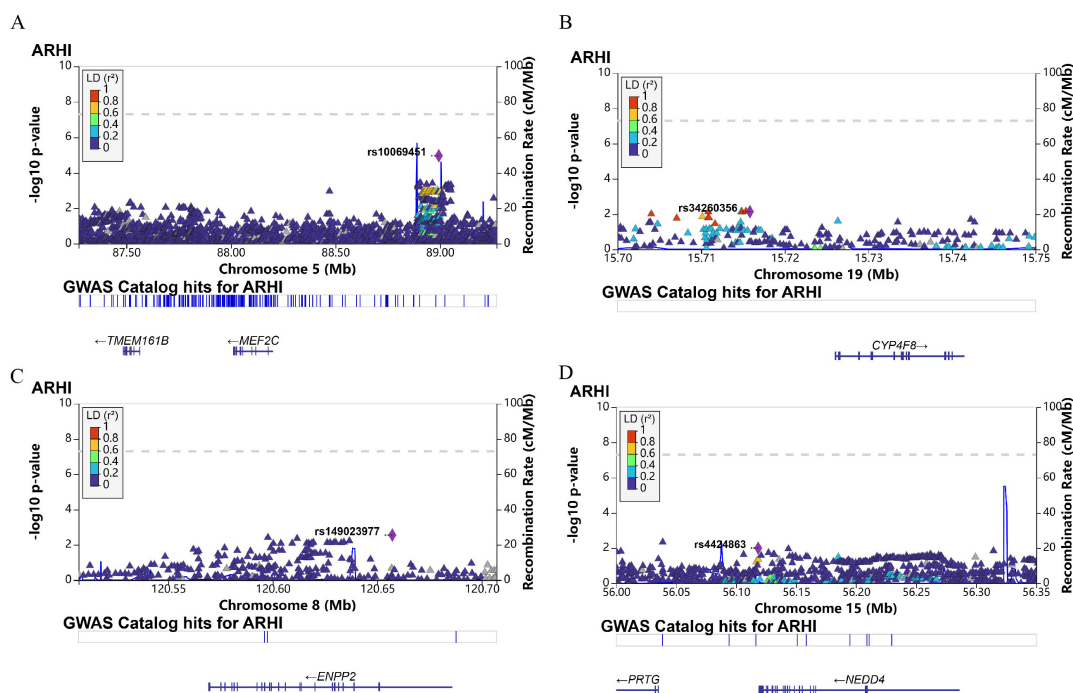 A
ARHI
LD (r²)
1
0.8
0.6
0.4
0.2
0
10
8
6
4
2
0
-log10 p-value
100
80
60
40
20
0
Recombination Rate (cM/Mb)
rs10069451
87.50
88.00
88.50
89.00
Chromosome 5 (Mb)
GWAS Catalog hits for ARHI
←TMEM161B
←MEF2C
B
ARHI
LD (r²)
1
0.8
0.6
0.4
0.2
0
10
8
6
4
2
0
-log10 p-value
100
80
60
40
20
0
Recombination Rate (cM/Mb)
rs34260356
15.70
15.71
15.72
15.73
15.74
15.75
Chromosome 19 (Mb)
GWAS Catalog hits for ARHI
CYP4F8→
C
ARHI
LD (r²)
1
0.8
0.6
0.4
0.2
0
10
8
6
4
2
0
-log10 p-value
100
80
60
40
20
0
Recombination Rate (cM/Mb)
rs149023977
120.55
120.60
120.65
120.70
Chromosome 8 (Mb)
GWAS Catalog hits for ARHI
←ENPP2
D
ARHI
LD (r²)
1
0.8
0.6
0.4
0.2
0
10
8
6
4
2
0
-log10 p-value
100
80
60
40
20
0
Recombination Rate (cM/Mb)
rs4424863
56.00
56.05
56.10
56.15
56.20
56.25
56.30
56.35
Chromosome 15 (Mb)
GWAS Catalog hits for ARHI
←PRTG
←NEDD4